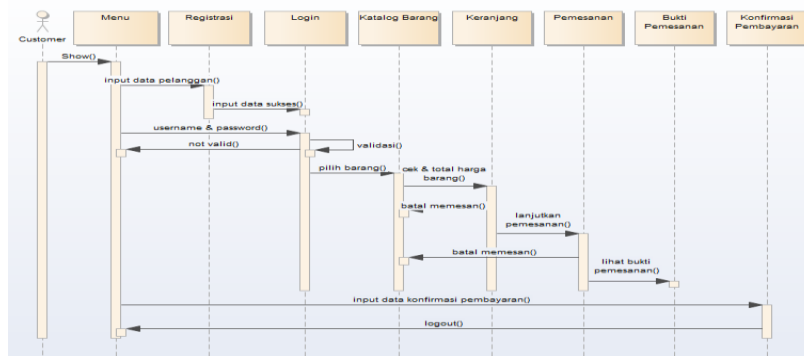 Customer
Menu
Registrasi
Login
Katalog Barang
Keranjang
Pemesanan
Bukti
Pemesanan
Konfirmasi
Pembayaran
Show()
input data pelanggan()
input data sukses()
username & password()
validasi()
not valid()
pilih barang()
cek & total harga
barang()
batal memesan()
lanjutkan
pemesanan()
batal memesan()
lihat bukti
pemesanan()
input data konfirmasi pembayaran()
logout()